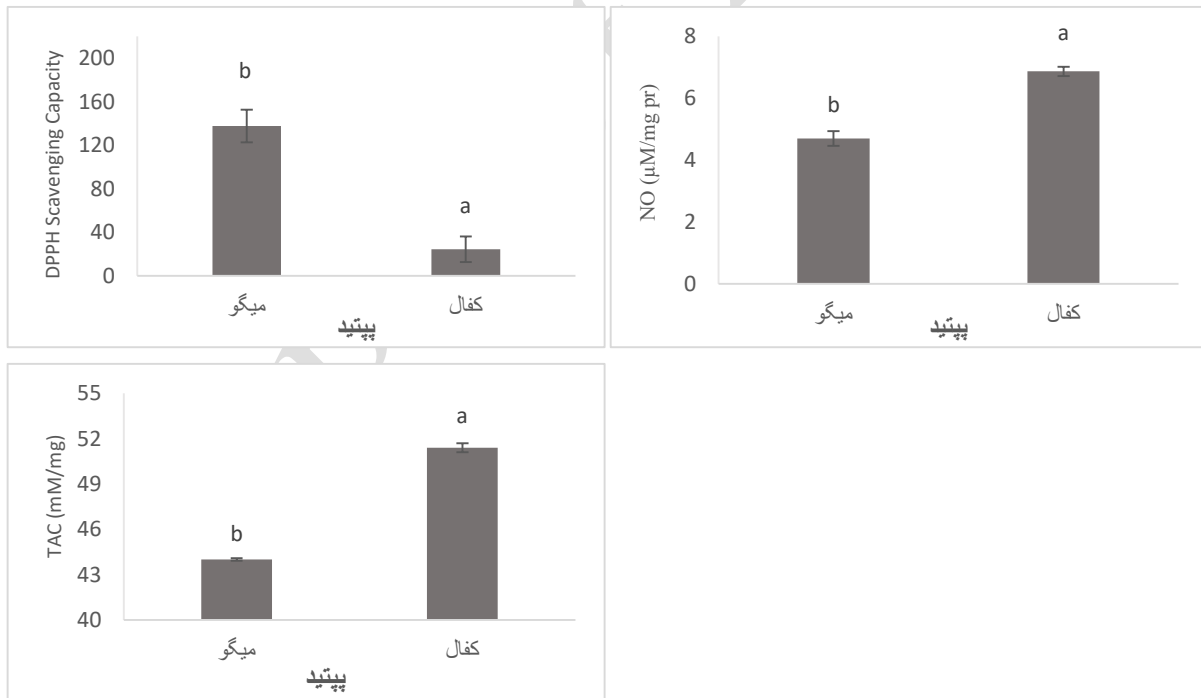 DPPH Scavenging Capacity
200
160
120
80
40
0
b
a
میگو
کفال
پپتید
NO (µM/mg pr)
8
6
4
2
0
b
a
میگو
کفال
پپتید
TAC (mM/mg)
55
52
49
46
43
40
b
a
میگو
کفال
پپتید